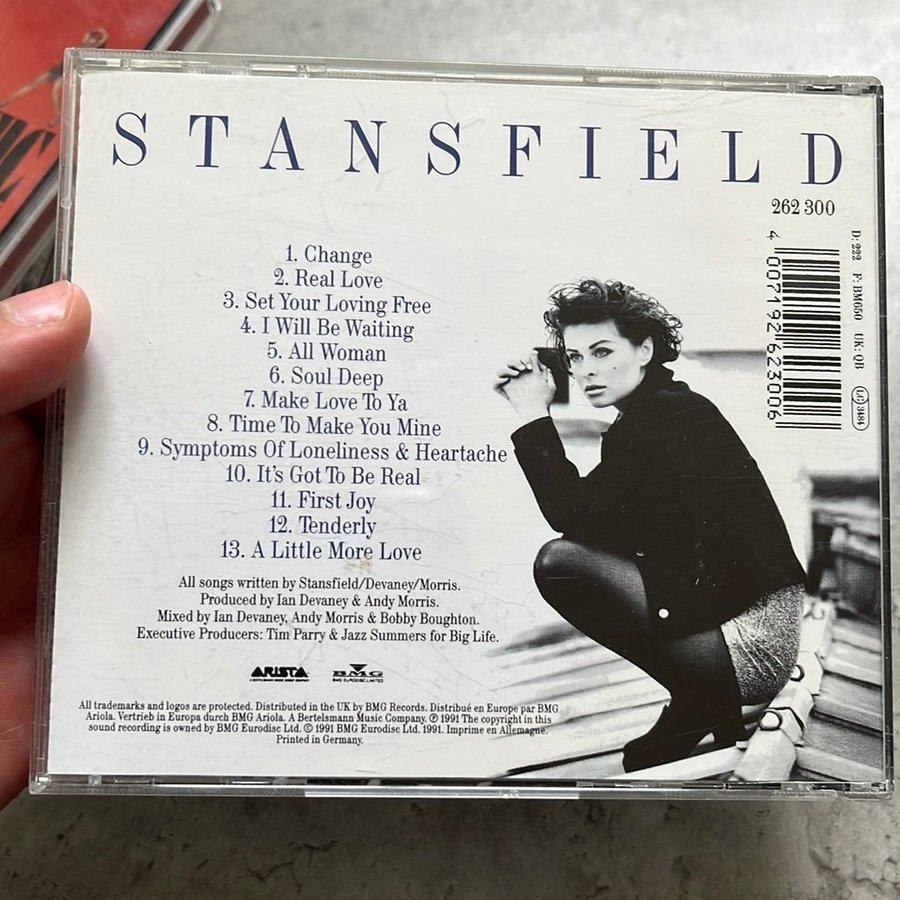 STANSFIELD
262 300
4 007192 623006
D: 222 F: BM650 UK: QB
LC 3484
1. Change
2. Real Love
3. Set Your Loving Free
4. I Will Be Waiting
5. All Woman
6. Soul Deep
7. Make Love To Ya
8. Time To Make You Mine
9. Symptoms Of Loneliness & Heartache
10. It's Got To Be Real
11. First Joy
12. Tenderly
13. A Little More Love
All songs written by Stansfield/Devaney/Morris.
Produced by Ian Devaney & Andy Morris.
Mixed by Ian Devaney, Andy Morris & Bobby Boughton.
Executive Producers: Tim Parry & Jazz Summers for Big Life.
ARISTA
BMG
BMG EURODISC LIMITED
All trademarks and logos are protected. Distributed in the UK by BMG Records. Distribué en Europe par BMG
Ariola. Vertrieb in Europa durch BMG Ariola. A Bertelsmann Music Company. ℗ 1991 The copyright in this
sound recording is owned by BMG Eurodisc Ltd. © 1991 BMG Eurodisc Ltd. 1991. Imprime en Allemagne.
Printed in Germany.